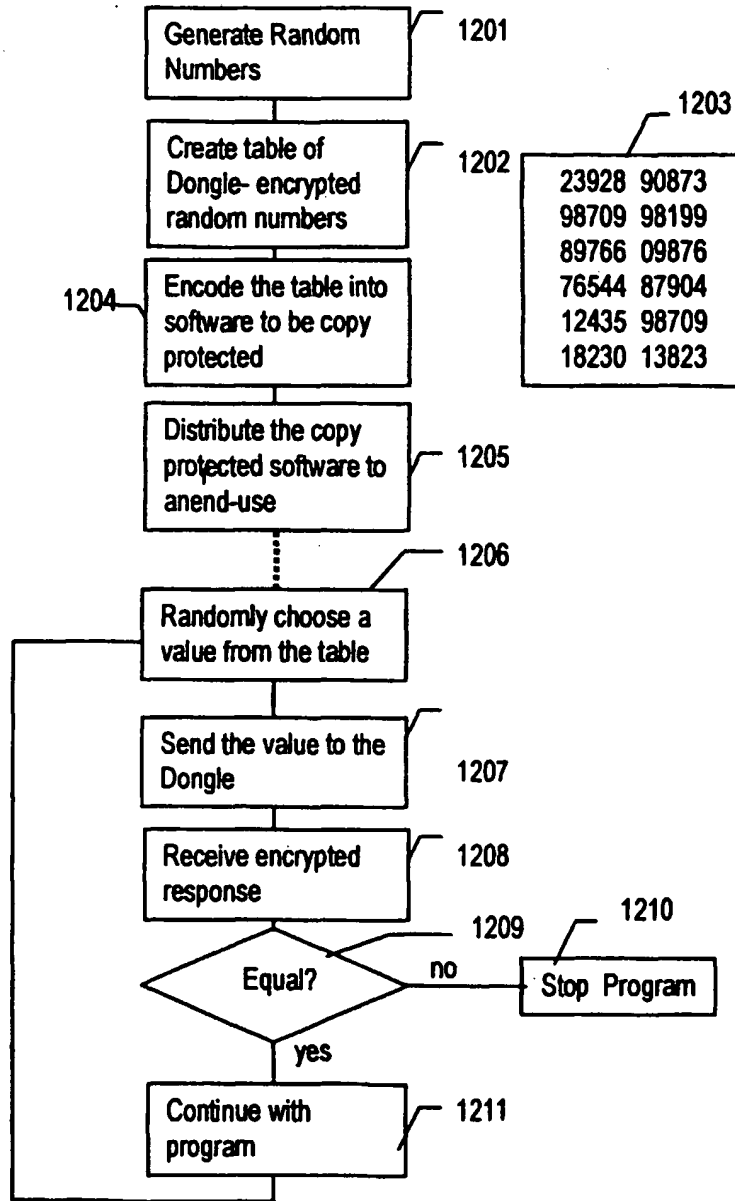 Generate Random
Numbers
1201
Create table of
Dongle- encrypted
random numbers
1202
1203
23928 90873
98709 98199
89766 09876
76544 87904
12435 98709
18230 13823
1204
Encode the table into
software to be copy
protected
Distribute the copy
protected software to
anend-use
1205
1206
Randomly choose a
value from the table
Send the value to the
Dongle
1207
Receive encrypted
response
1208
1209
Equal?
no
1210
Stop Program
yes
Continue with
program
1211